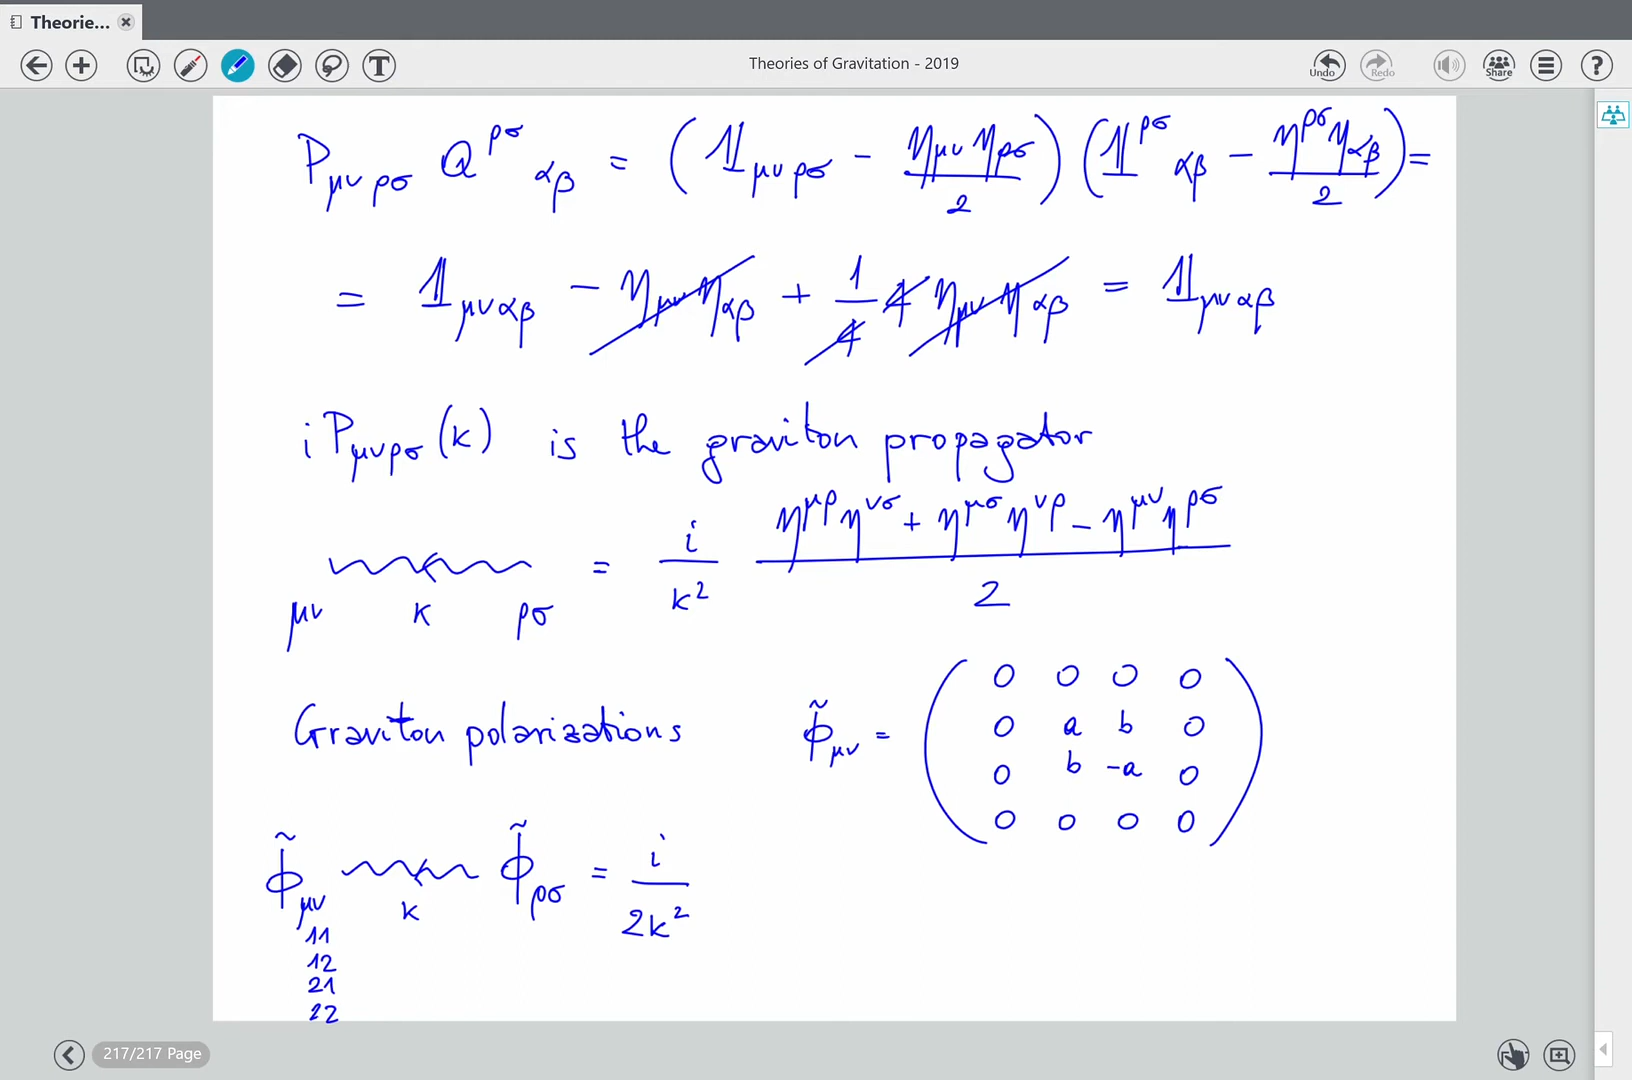 Theorie...
Theories of Gravitation - 2019
Undo
Redo
Share
P_{μν ρσ} Q^{ρσ}_{αβ} = (𝟙_{μν ρσ} - η_{μν} η_{ρσ} / 2) (𝟙^{ρσ}_{αβ} - η^{ρσ} η_{αβ} / 2) =
= 𝟙_{μναβ} - η_{μν} η_{αβ} + 1/4 4 η_{μν} η_{αβ} = 𝟙_{μναβ}
i P_{μνρσ} (k) is the graviton propagator
μν k ρσ = i/k² (η^{μρ} η^{νσ} + η^{μσ} η^{νρ} - η^{μν} η^{ρσ}) / 2
Graviton polarizations ϕ̃_{μν} =
0 0 0 0
0 a b 0
0 b -a 0
0 0 0 0
ϕ̃_{μν} k ϕ̃_{ρσ} = i / 2k²
11
12
21
22
217/217 Page